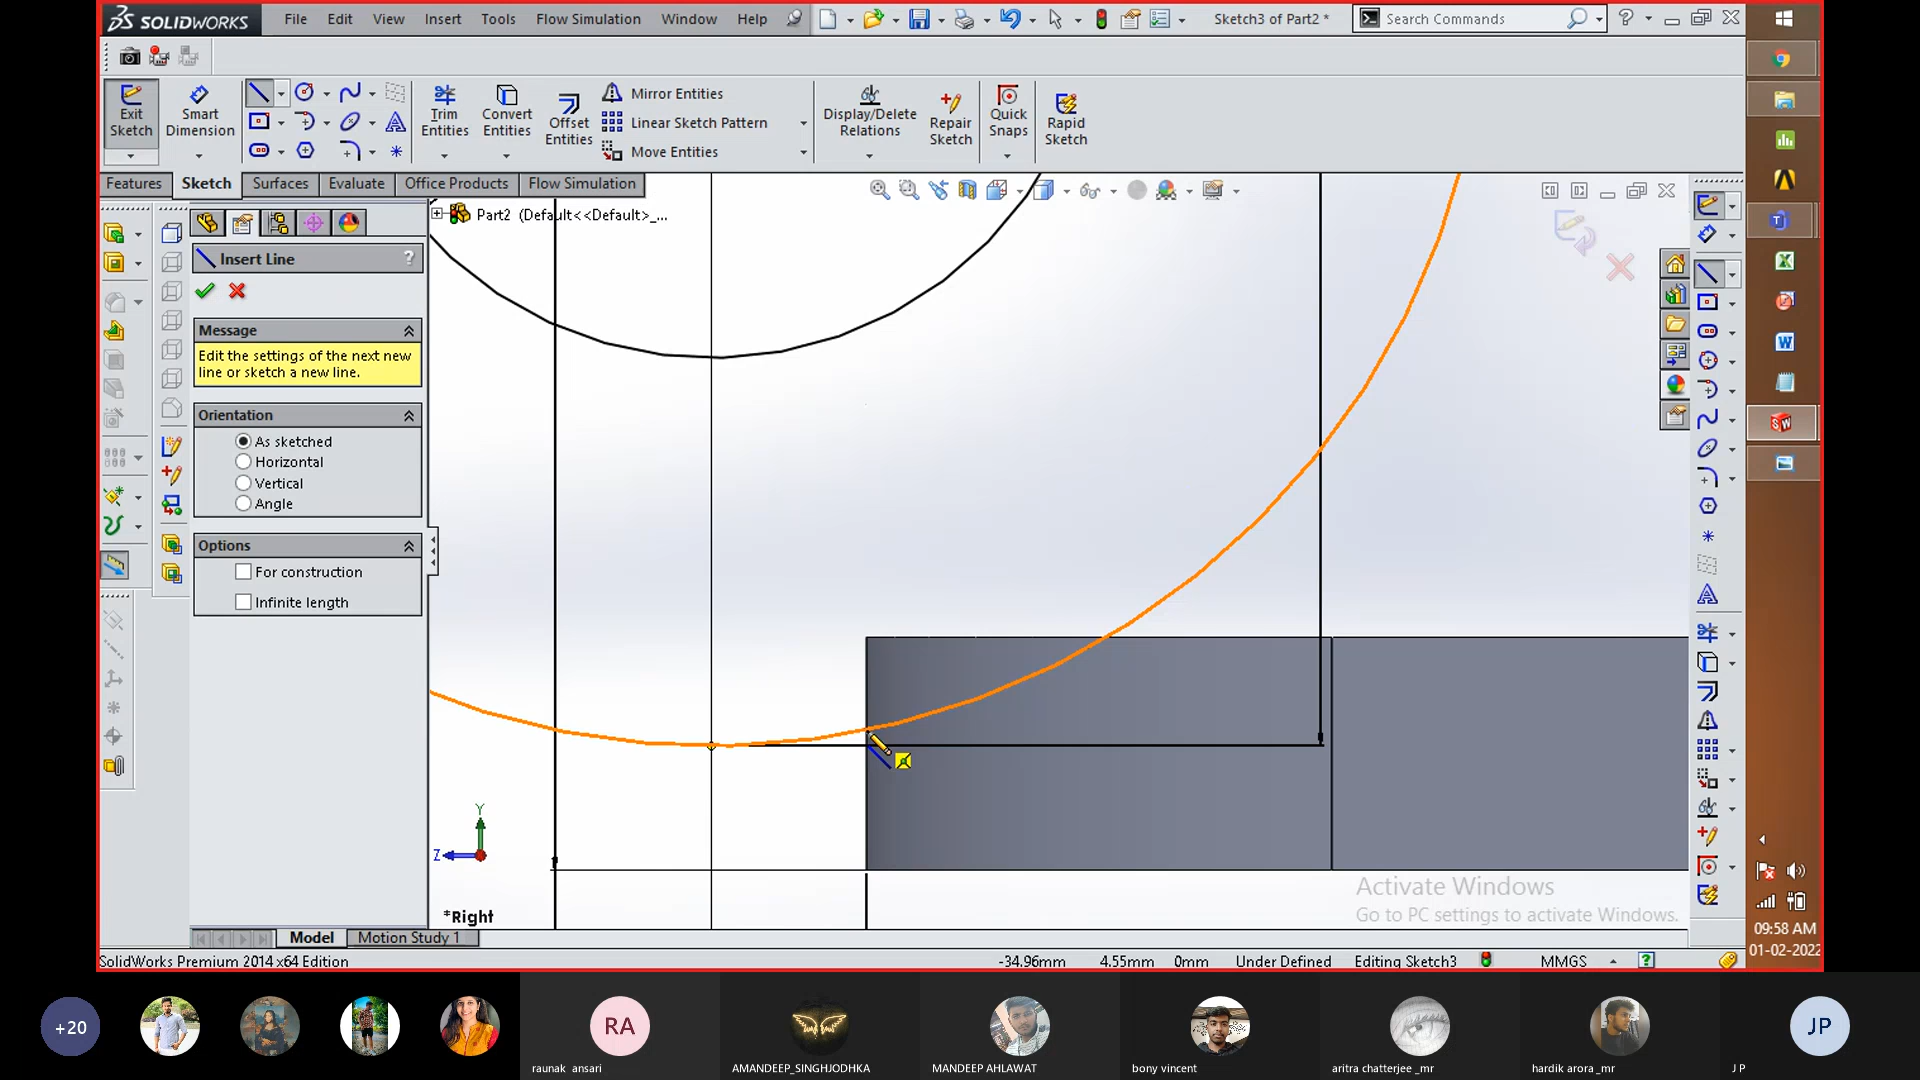 SOLIDWORKS File Edit View Insert Tools Flow Simulation Window Help Sketch3 of Part2 * Search Commands ?
Exit Sketch
Smart Dimension
Trim Entities
Convert Entities
Offset Entities
Mirror Entities
Linear Sketch Pattern
Move Entities
Display/Delete Relations
Repair Sketch
Quick Snaps
Rapid Sketch
Features Sketch Surfaces Evaluate Office Products Flow Simulation
Part2 (Default<<Default>_...
Insert Line ?
Message
Edit the settings of the next new
line or sketch a new line.
Orientation
As sketched
Horizontal
Vertical
Angle
Options
For construction
Infinite length
Y
Z
*Right
Activate Windows
Go to PC settings to activate Windows.
Model Motion Study 1
SolidWorks Premium 2014 x64 Edition -34.96mm 4.55mm 0mm Under Defined Editing Sketch3 MMGS ?
09:58 AM
01-02-2022
+20
RA
JP
raunak ansari
AMANDEEP_SINGHJODHKA
MANDEEP AHLAWAT
bony vincent
aritra chatterjee _mr
hardik arora _mr
J P